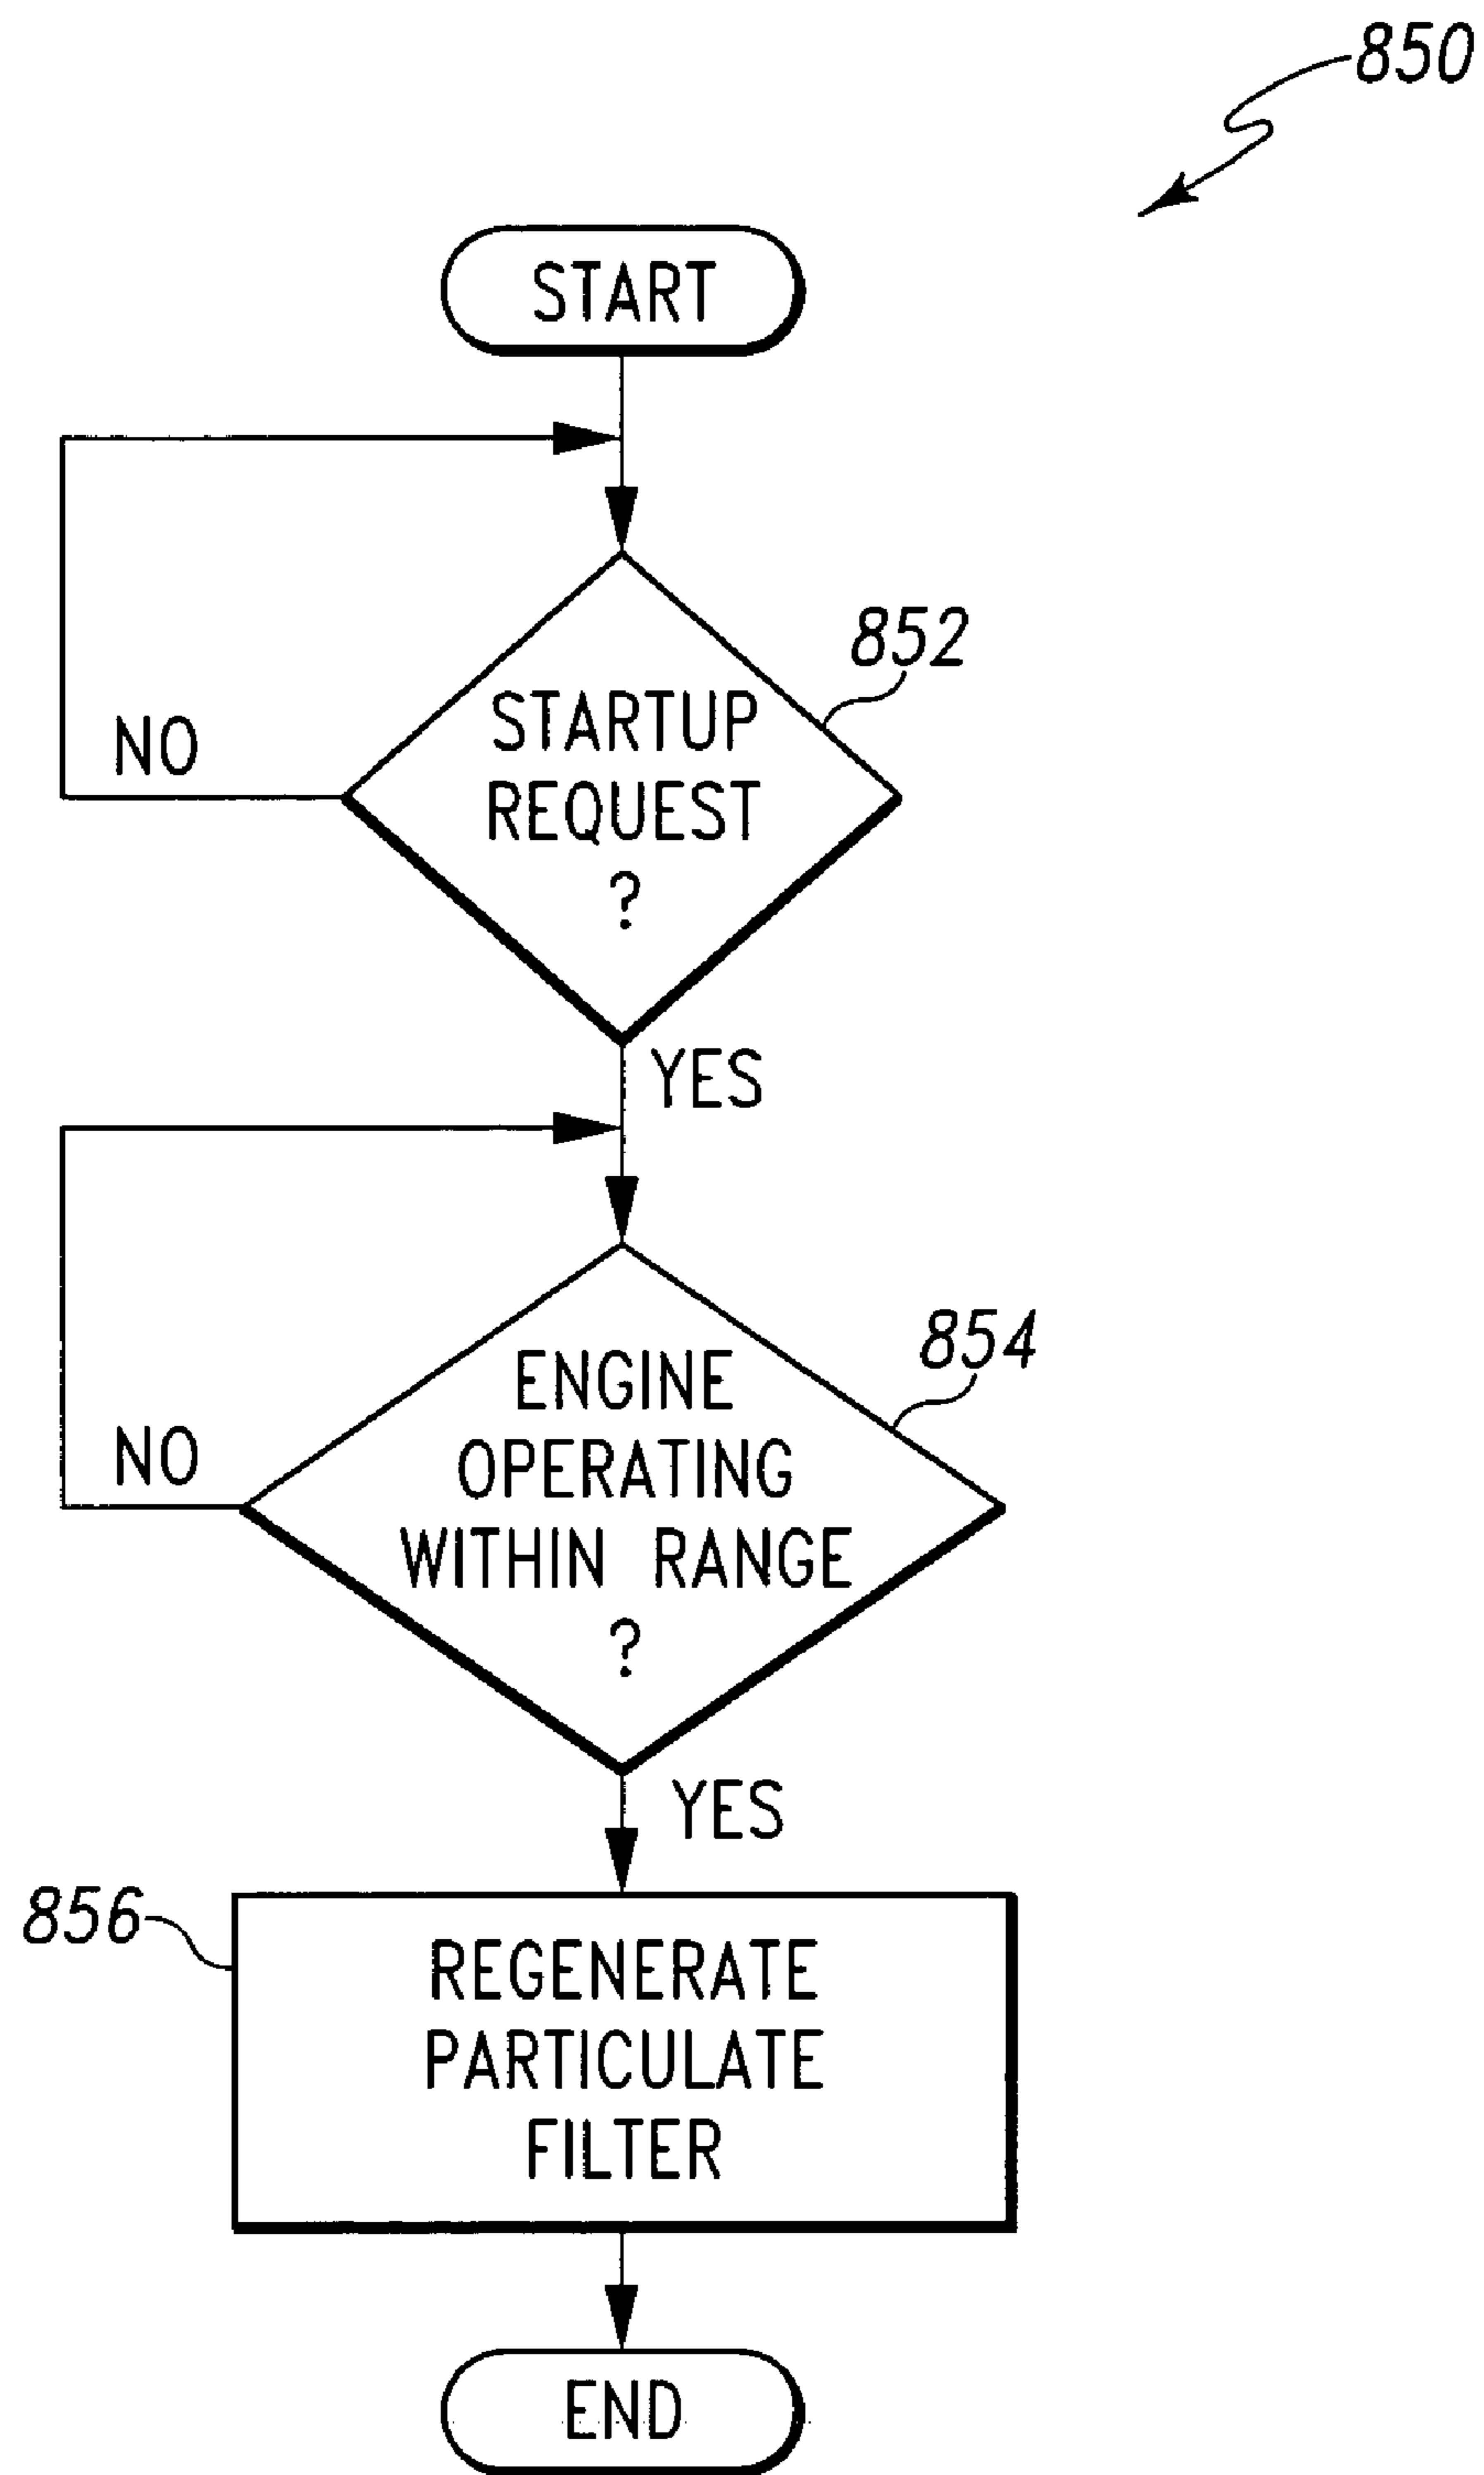 850
START
852
STARTUP
REQUEST
?
NO
YES
854
ENGINE
OPERATING
WITHIN RANGE
?
NO
YES
856
REGENERATE
PARTICULATE
FILTER
END